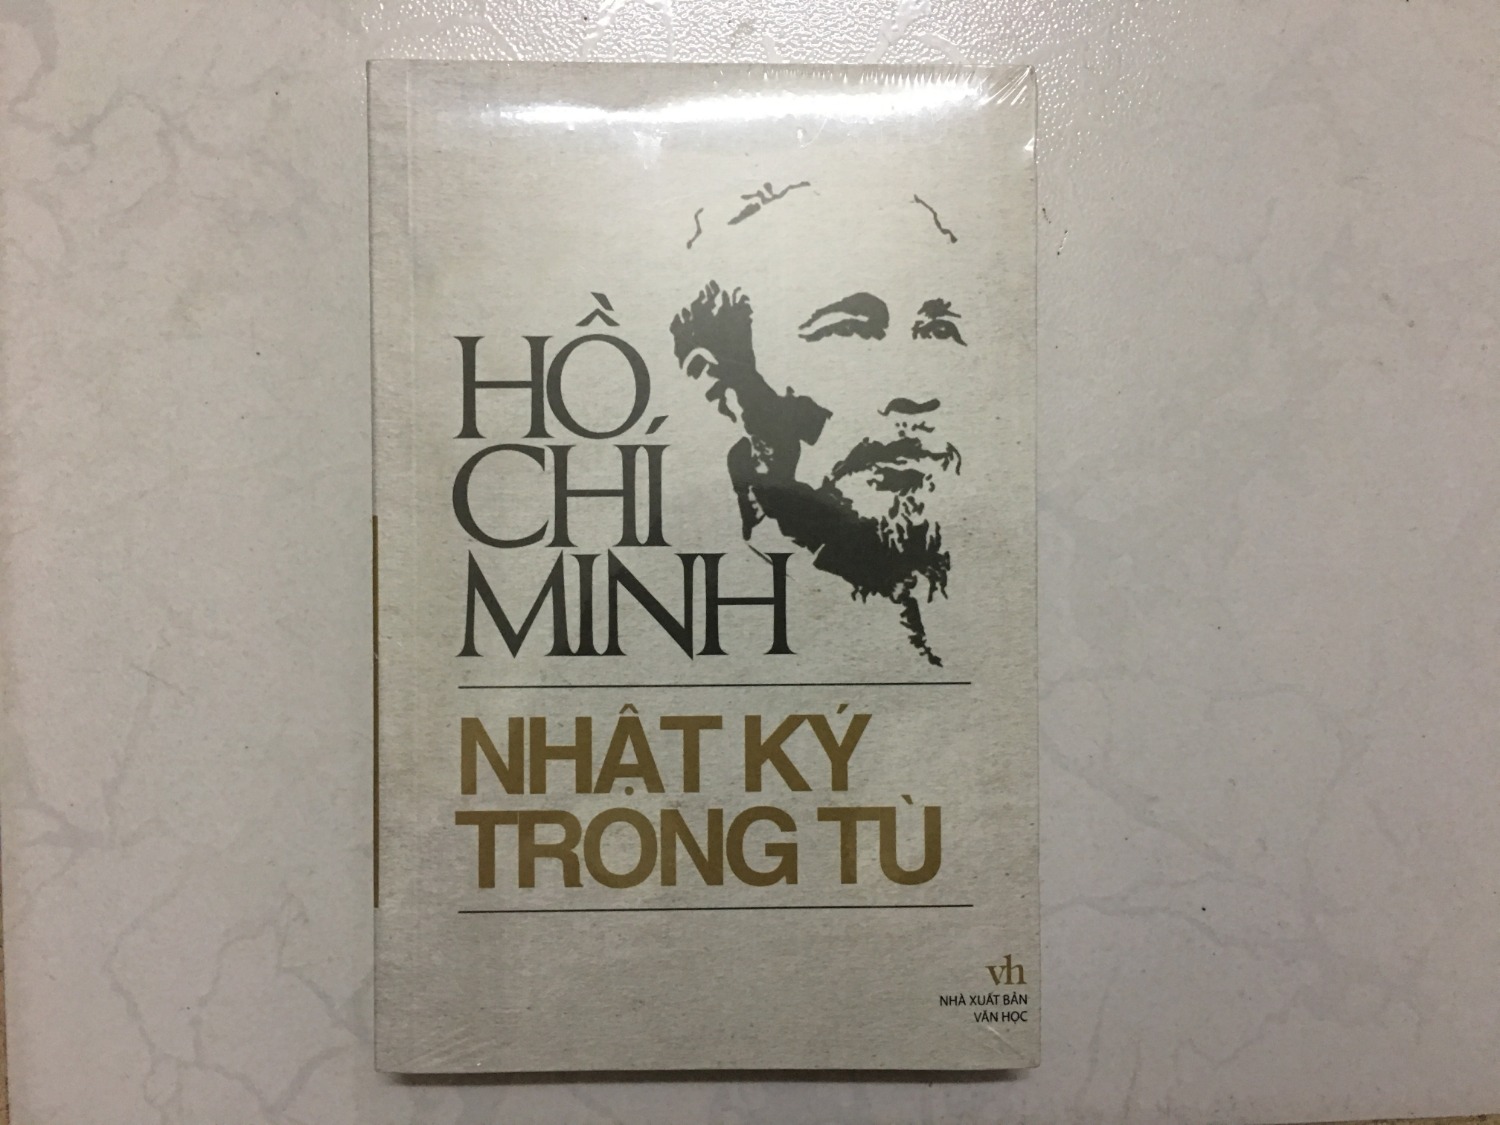 HỒ
CHÍ
MINH
NHẬT KÝ
TRONG TÙ
vh
NHÀ XUẤT BẢN
VĂN HỌC